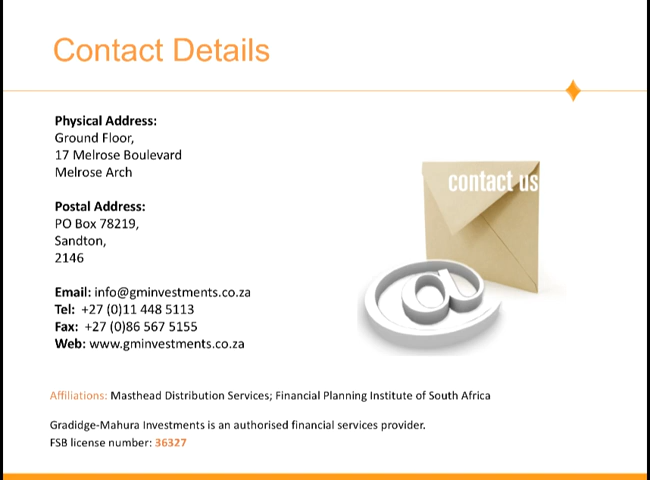 Contact Details
Physical Address:
Ground Floor,
17 Melrose Boulevard
Melrose Arch
Postal Address:
PO Box 78219,
Sandton,
2146
Email: info@gminvestments.co.za
Tel: +27 (0)11 448 5113
Fax: +27 (0)86 567 5155
Web: www.gminvestments.co.za
contact us
@
Affiliations: Masthead Distribution Services; Financial Planning Institute of South Africa
Gradidge-Mahura Investments is an authorised financial services provider.
FSB license number: 36327